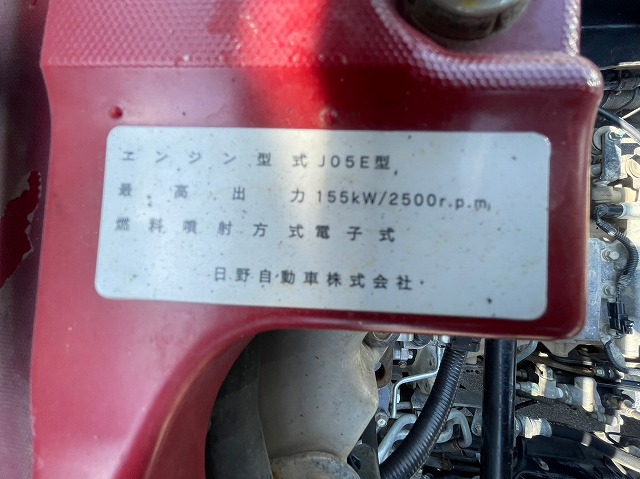 エンジン型式J05E型
最高出力155kW/2500r.p.m.
燃料噴射方式電子式
日野自動車株式会社